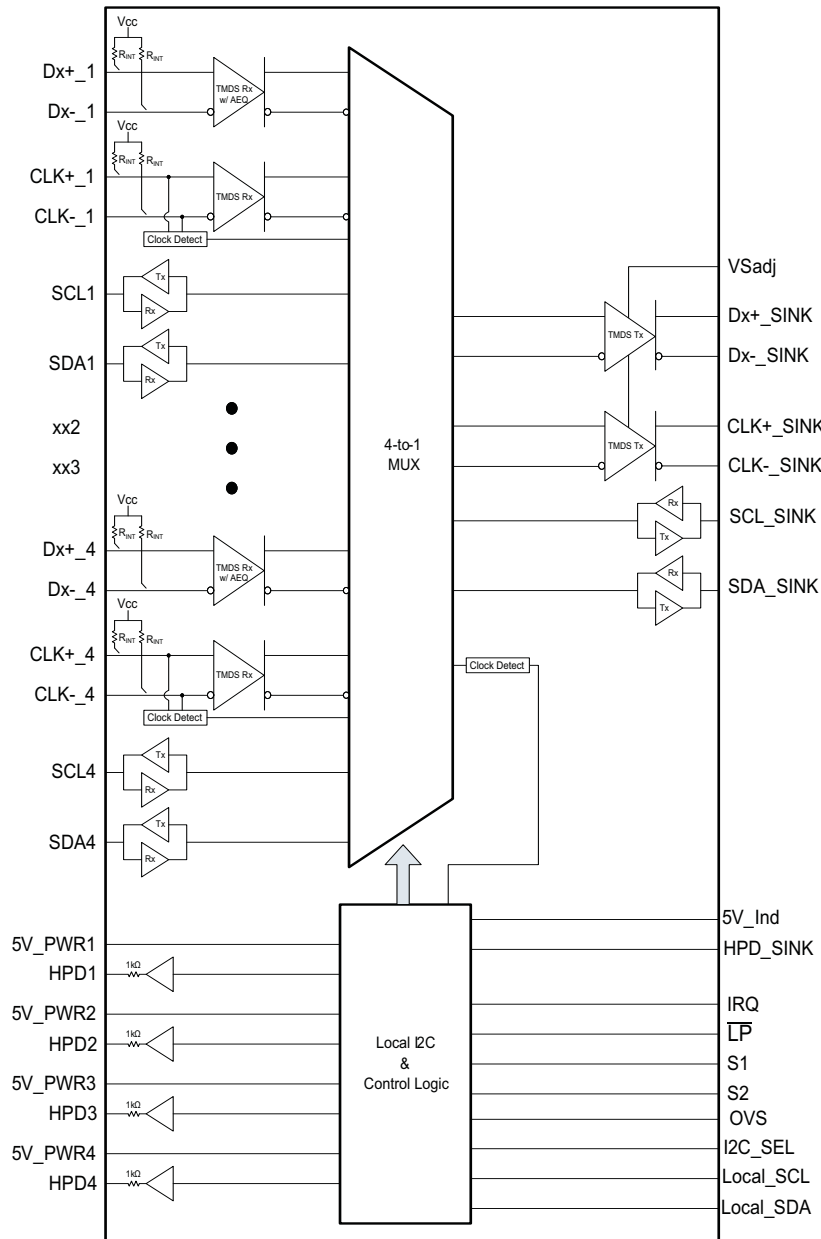 Vcc
RINT RINT
Dx+_1
TMDS Rx
w/ AEQ
Dx-_1
Vcc
RINT RINT
CLK+_1
TMDS Rx
CLK-_1
Clock Detect
SCL1
Tx
Rx
SDA1
Tx
Rx
xx2
xx3
4-to-1
MUX
Vcc
RINT RINT
Dx+_4
TMDS Rx
w/ AEQ
Dx-_4
Vcc
RINT RINT
CLK+_4
TMDS Rx
CLK-_4
Clock Detect
SCL4
Tx
Rx
SDA4
Tx
Rx
VSadj
Dx+_SINK
TMDS Tx
Dx-_SINK
CLK+_SINK
TMDS Tx
CLK-_SINK
Rx
SCL_SINK
Tx
Rx
SDA_SINK
Tx
Clock Detect
5V_PWR1
1kΩ
HPD1
5V_PWR2
1kΩ
HPD2
5V_PWR3
1kΩ
HPD3
5V_PWR4
1kΩ
HPD4
Local I2C
&
Control Logic
5V_Ind
HPD_SINK
IRQ
L̅P̅
S1
S2
OVS
I2C_SEL
Local_SCL
Local_SDA